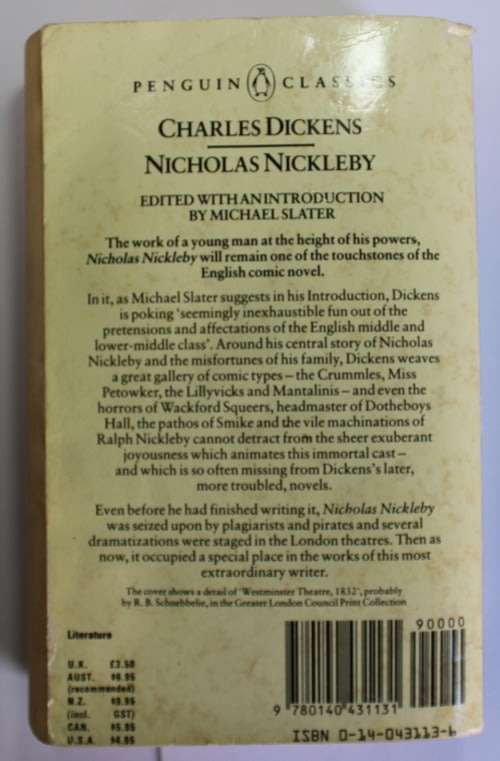 PENGUIN CLASSICS
CHARLES DICKENS
NICHOLAS NICKLEBY
EDITED WITH AN INTRODUCTION
BY MICHAEL SLATER
The work of a young man at the height of his powers,
Nicholas Nickleby will remain one of the touchstones of the
English comic novel.
In it, as Michael Slater suggests in his Introduction, Dickens
is poking 'seemingly inexhaustible fun out of the
pretensions and affectations of the English middle and
lower-middle class'. Around his central story of Nicholas
Nickleby and the misfortunes of his family, Dickens weaves
a great gallery of comic types – the Crummles, Miss
Petowker, the Lillyvicks and Mantalinis – and even the
horrors of Wackford Squeers, headmaster of Dotheboys
Hall, the pathos of Smike and the vile machinations of
Ralph Nickleby cannot detract from the sheer exuberant
joyousness which animates this immortal cast –
and which is so often missing from Dickens's later,
more troubled, novels.
Even before he had finished writing it, Nicholas Nickleby
was seized upon by plagiarists and pirates and several
dramatizations were staged in the London theatres. Then as
now, it occupied a special place in the works of this most
extraordinary writer.
The cover shows a detail of 'Westminster Theatre, 1832', probably
by R. B. Schnebbelie, in the Greater London Council Print Collection
Literature
U.K. £3.50
AUST. $6.95
(recommended)
N.Z. $9.95
(incl. GST)
CAN. $5.95
U.S.A. $4.95
90000
9 780140 431131
ISBN 0-14-043113-6